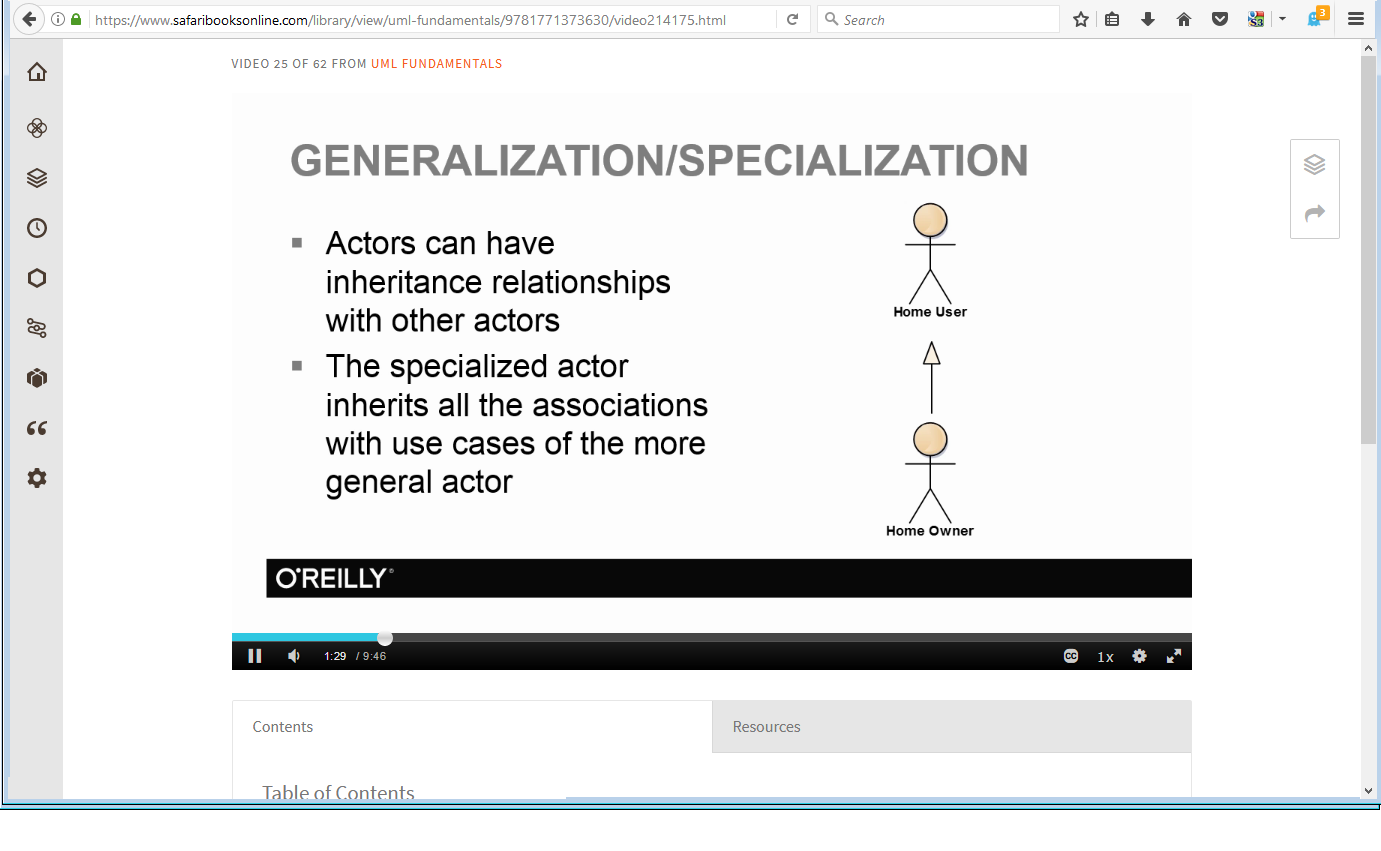 https://www.safaribooksonline.com/library/view/uml-fundamentals/9781771373630/video214175.html
Search
3
VIDEO 25 OF 62 FROM UML FUNDAMENTALS
GENERALIZATION/SPECIALIZATION
Actors can have
inheritance relationships
with other actors
The specialized actor
inherits all the associations
with use cases of the more
general actor
Home User
Home Owner
O'REILLY®
1:29 / 9:46
CC
1x
Contents
Resources
Table of Contents